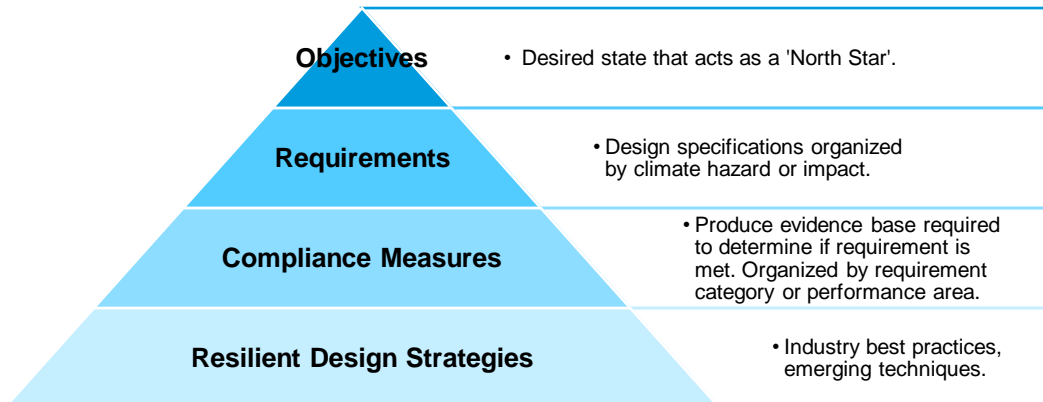 Objectives
• Desired state that acts as a 'North Star'.
Requirements
• Design specifications organized
by climate hazard or impact.
Compliance Measures
• Produce evidence base required
to determine if requirement is
met. Organized by requirement
category or performance area.
Resilient Design Strategies
• Industry best practices,
emerging techniques.